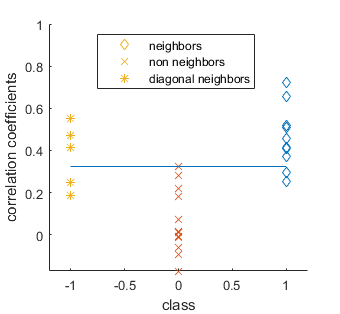 1
0.8
0.6
0.4
0.2
0
correlation coefficients
neighbors
non neighbors
diagonal neighbors
-1 -0.5 0 0.5 1
class